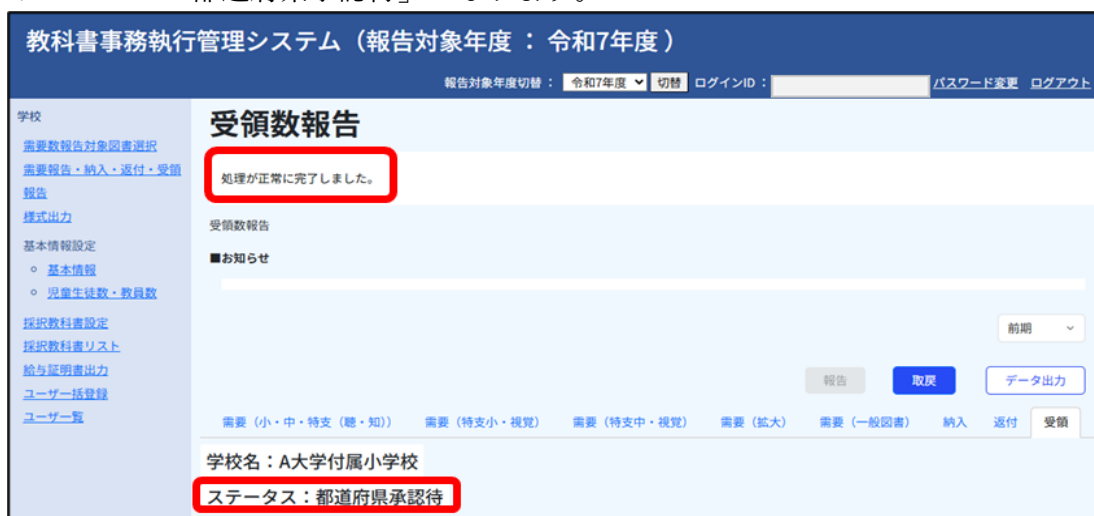 教科書事務執行管理システム（報告対象年度 ： 令和7年度 ）
報告対象年度切替： 令和7年度 切替 ログインID： パスワード変更 ログアウト
学校
需要数報告対象図書選択
需要報告・納入・返付・受領
報告
様式出力
基本情報設定
基本情報
児童生徒数・教員数
採択教科書設定
採択教科書リスト
給与証明書出力
ユーザ一括登録
ユーザ一覧
受領数報告
処理が正常に完了しました。
受領数報告
■お知らせ
前期
報告 取戻 データ出力
需要（小・中・特支（聴・知）） 需要（特支小・視覚） 需要（特支中・視覚） 需要（拡大） 需要（一般図書） 納入 返付 受領
学校名：A大学付属小学校
ステータス：都道府県承認待